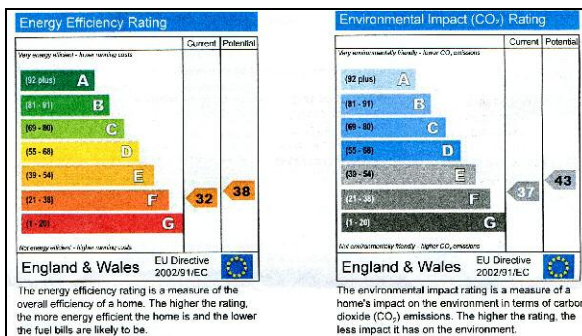 Energy Efficiency Rating
Current Potential
Very energy efficient - lower running costs
(92 plus) A
(81 - 91) B
(69 - 80) C
(55 - 68) D
(39 - 54) E
(21 - 38) F
(1 - 20) G
32
38
Not energy efficient - higher running costs
England & Wales
EU Directive
2002/91/EC
The energy efficiency rating is a measure of the
overall efficiency of a home. The higher the rating,
the more energy efficient the home is and the lower
the fuel bills are likely to be.
Environmental Impact (CO₂) Rating
Current Potential
Very environmentally friendly - lower CO₂ emissions
(92 plus) A
(81 - 91) B
(69 - 80) C
(55 - 68) D
(39 - 54) E
(21 - 38) F
(1 - 20) G
37
43
Not environmentally friendly - higher CO₂ emissions
England & Wales
EU Directive
2002/91/EC
The environmental impact rating is a measure of a
home's impact on the environment in terms of carbon
dioxide (CO₂) emissions. The higher the rating, the
less impact it has on the environment.